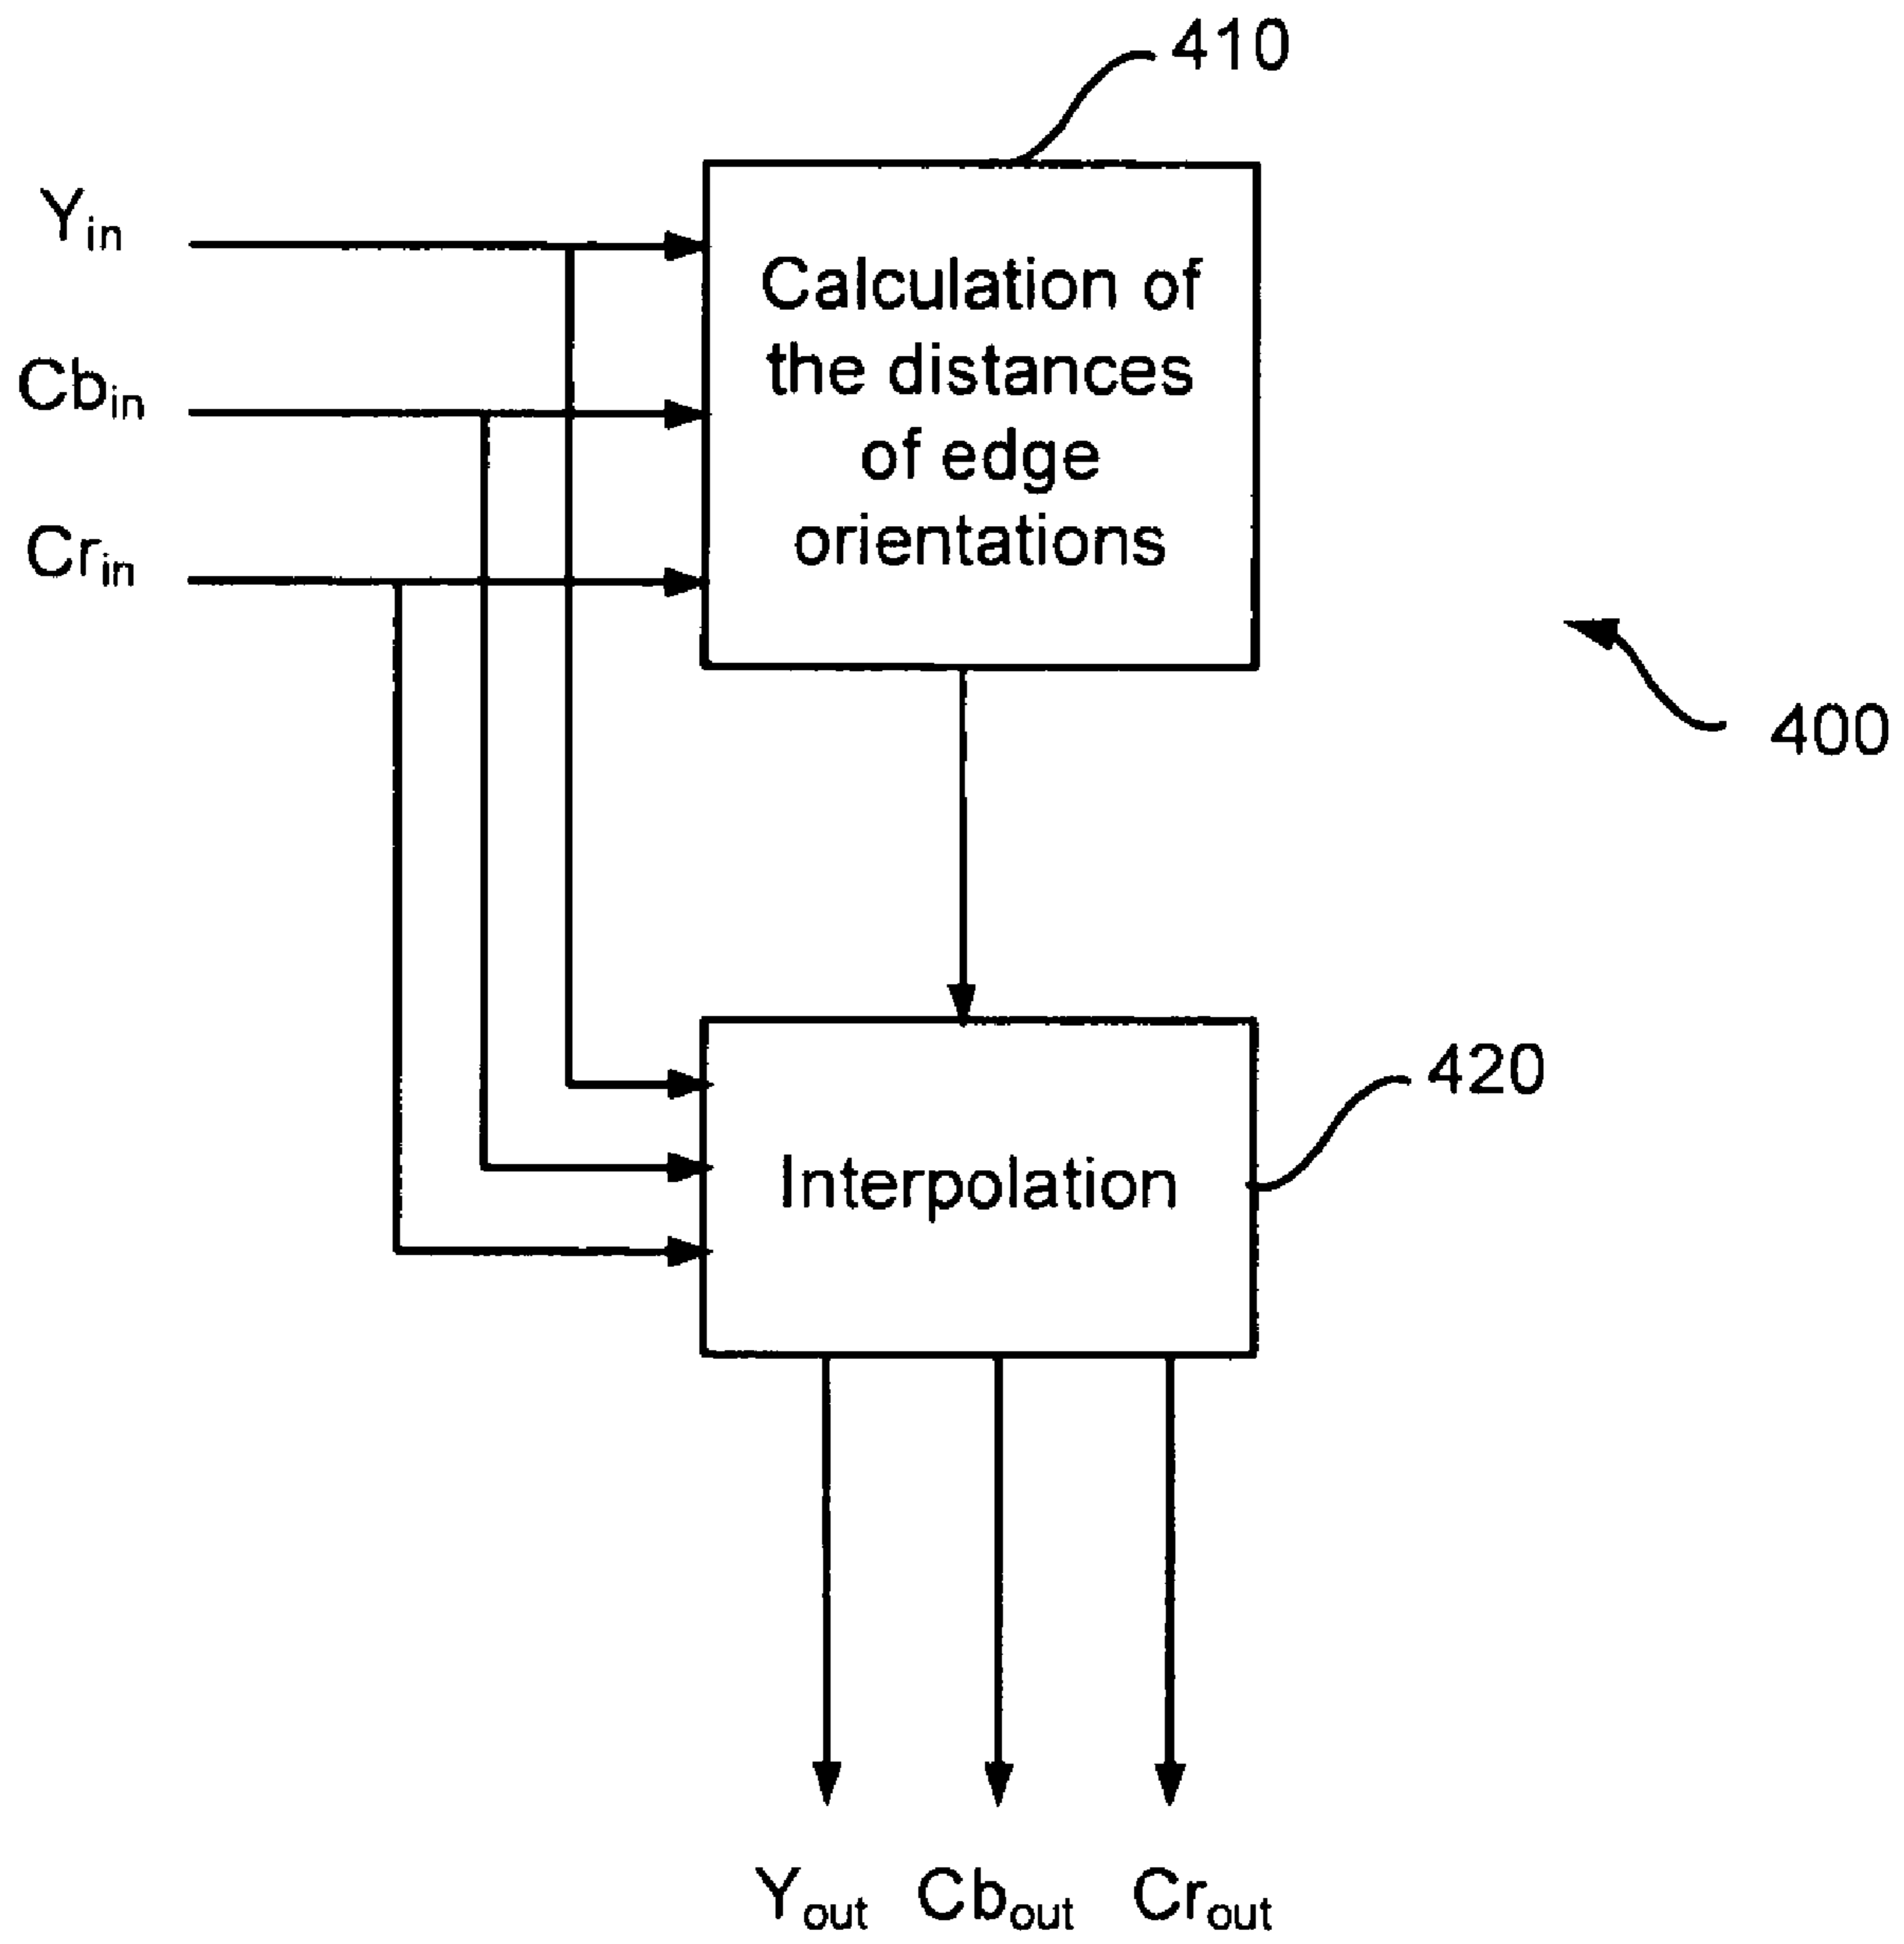 410
Yin
Calculation of
the distances
of edge
orientations
Cbin
Crin
400
420
Interpolation
Yout Cbout Crout